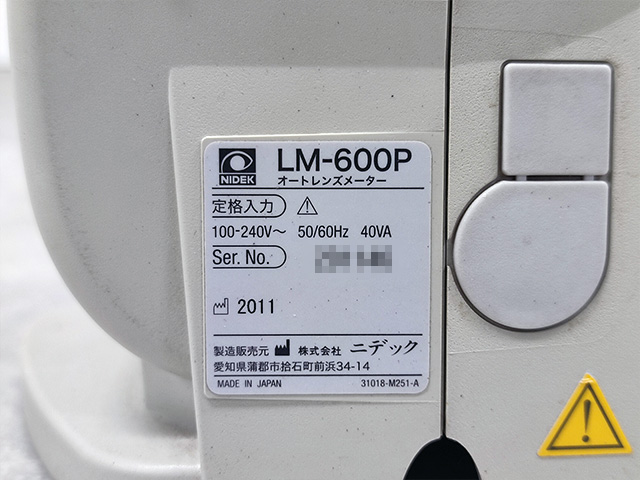 NIDEK
LM-600P
オートレンズメーター
定格入力
100-240V～ 50/60Hz 40VA
Ser. No.
2011
製造販売元 株式会社 ニデック
愛知県蒲郡市拾石町前浜34-14
MADE IN JAPAN 31018-M251-A